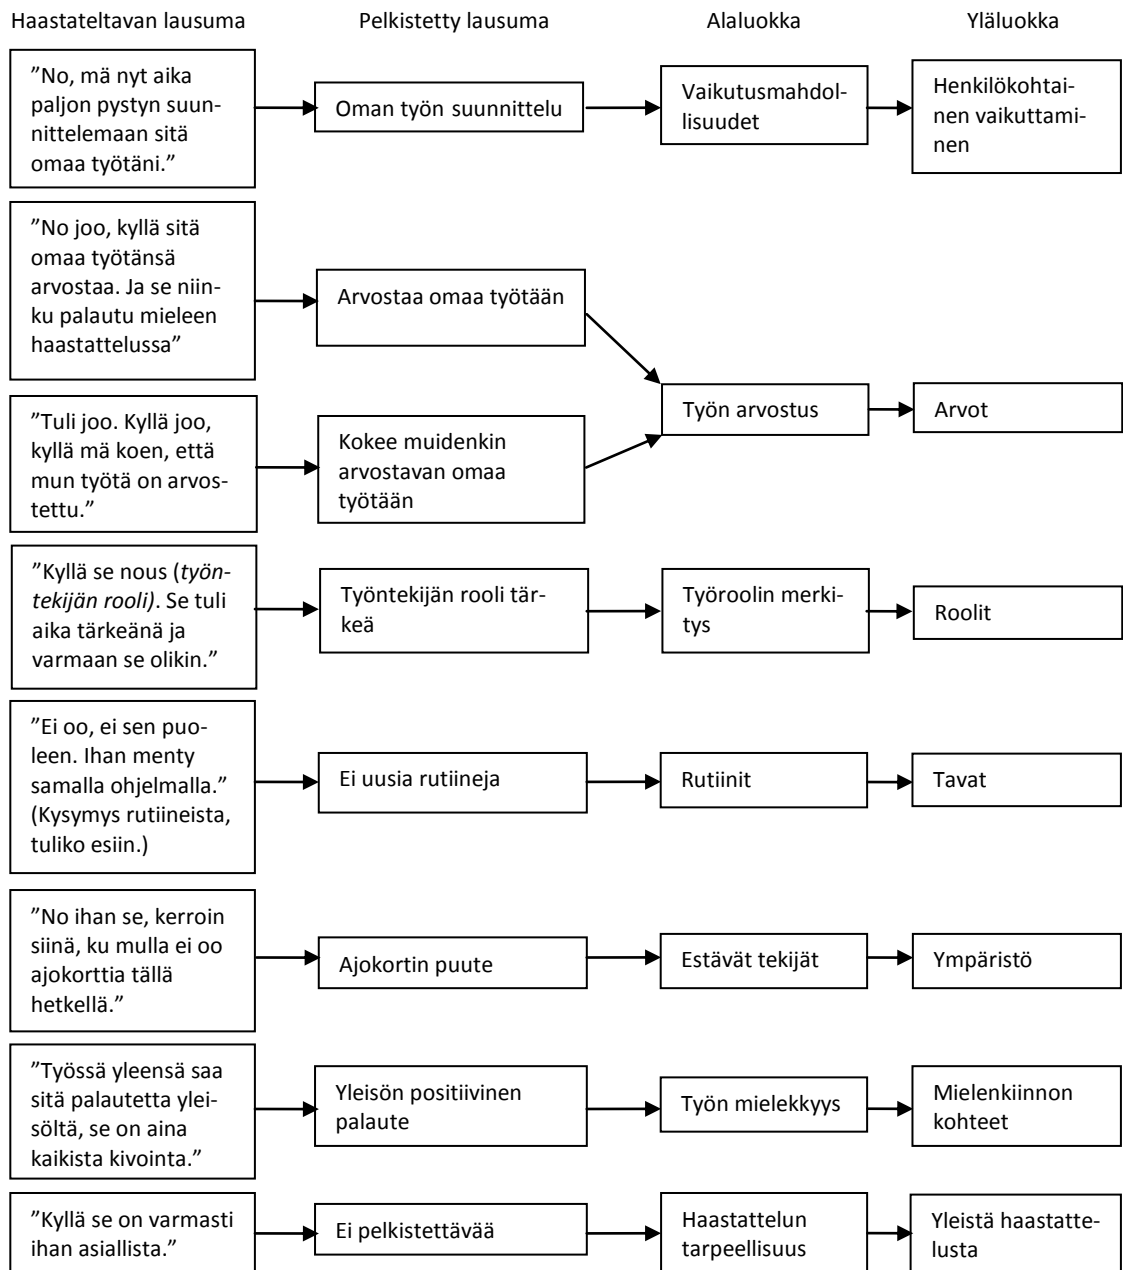 Haastateltavan lausuma
Pelkistetty lausuma
Alaluokka
Yläluokka
”No, mä nyt aika
paljon pystyn suun-
nittelemaan sitä
omaa työtäni.”
Oman työn suunnittelu
Vaikutusmahdol-
lisuudet
Henkilökohtai-
nen vaikuttami-
nen
”No joo, kyllä sitä
omaa työtänsä
arvostaa. Ja se niin-
ku palautu mieleen
haastattelussa”
Arvostaa omaa työtään
”Tuli joo. Kyllä joo,
kyllä mä koen, että
mun työtä on arvos-
tettu.”
Kokee muidenkin
arvostavan omaa
työtään
Työn arvostus
Arvot
”Kyllä se nous (työn-
tekijän rooli). Se tuli
aika tärkeänä ja
varmaan se olikin.”
Työntekijän rooli tär-
keä
Työroolin merki-
tys
Roolit
”Ei oo, ei sen puo-
leen. Ihan menty
samalla ohjelmalla.”
(Kysymys rutiineista,
tuliko esiin.)
Ei uusia rutiineja
Rutiinit
Tavat
”No ihan se, kerroin
siinä, ku mulla ei oo
ajokorttia tällä
hetkellä.”
Ajokortin puute
Estävät tekijät
Ympäristö
”Työssä yleensä saa
sitä palautetta ylei-
söltä, se on aina
kaikista kivointa.”
Yleisön positiivinen
palaute
Työn mielekkyys
Mielenkiinnon
kohteet
”Kyllä se on varmasti
ihan asiallista.”
Ei pelkistettävää
Haastattelun
tarpeellisuus
Yleistä haastatte-
lusta